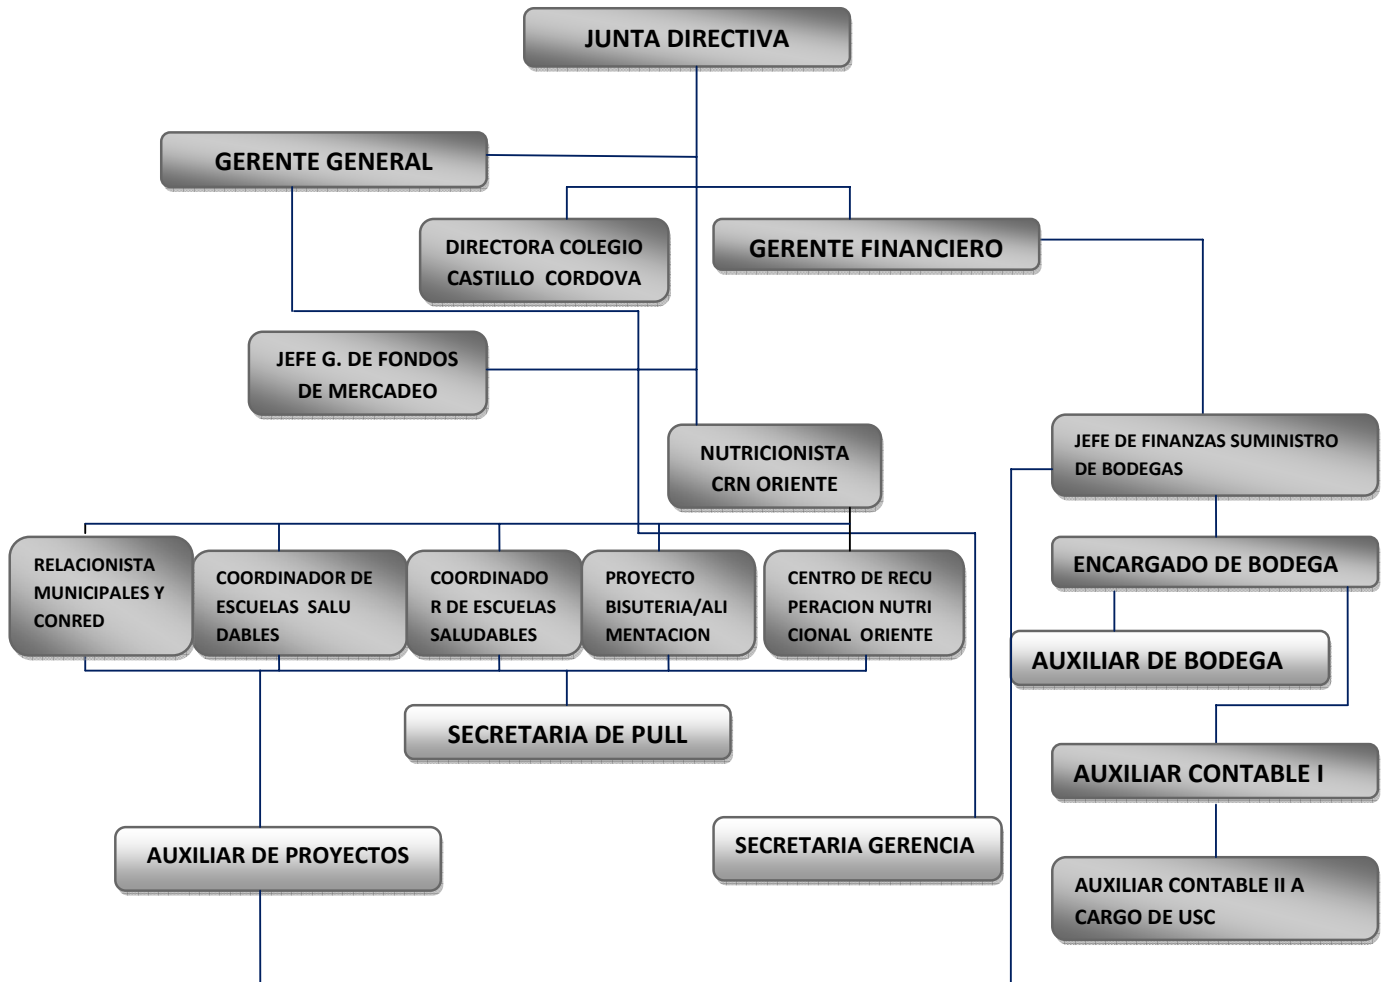 JUNTA DIRECTIVA
GERENTE GENERAL
DIRECTORA COLEGIO
CASTILLO CORDOVA
GERENTE FINANCIERO
JEFE G. DE FONDOS
DE MERCADEO
NUTRICIONISTA
CRN ORIENTE
JEFE DE FINANZAS SUMINISTRO
DE BODEGAS
RELACIONISTA
MUNICIPALES Y
CONRED
COORDINADOR DE
ESCUELAS SALU
DABLES
COORDINADO
R DE ESCUELAS
SALUDABLES
PROYECTO
BISUTERIA/ALI
MENTACION
CENTRO DE RECU
PERACION NUTRI
CIONAL ORIENTE
ENCARGADO DE BODEGA
AUXILIAR DE BODEGA
SECRETARIA DE PULL
AUXILIAR CONTABLE I
AUXILIAR DE PROYECTOS
SECRETARIA GERENCIA
AUXILIAR CONTABLE II A
CARGO DE USC